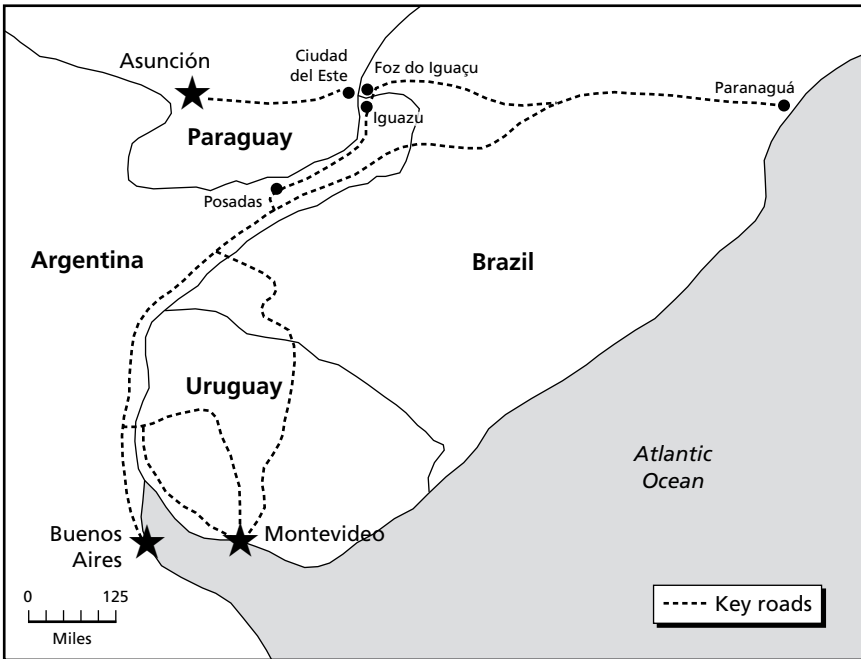 Asunción
Ciudad
del Este
Foz do Iguaçu
Paranaguá
Iguazu
Paraguay
Posadas
Argentina
Brazil
Uruguay
Atlantic
Ocean
Buenos
Aires
Montevideo
0 125
Miles
Key roads